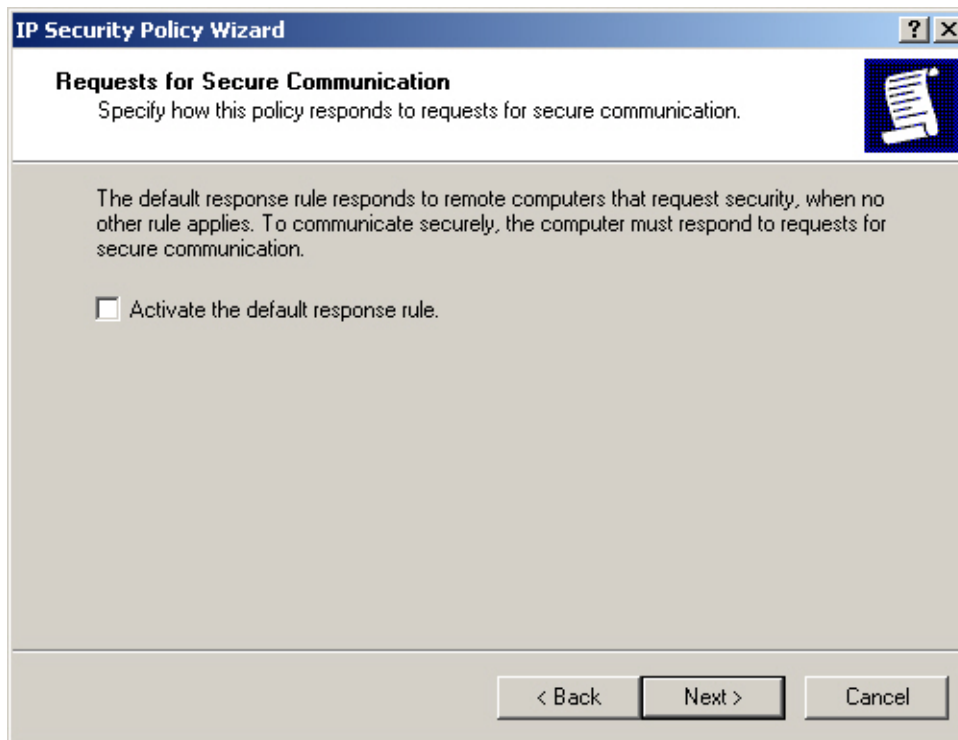 IP Security Policy Wizard
Requests for Secure Communication
Specify how this policy responds to requests for secure communication.
The default response rule responds to remote computers that request security, when no
other rule applies. To communicate securely, the computer must respond to requests for
secure communication.
Activate the default response rule.
< Back Next > Cancel